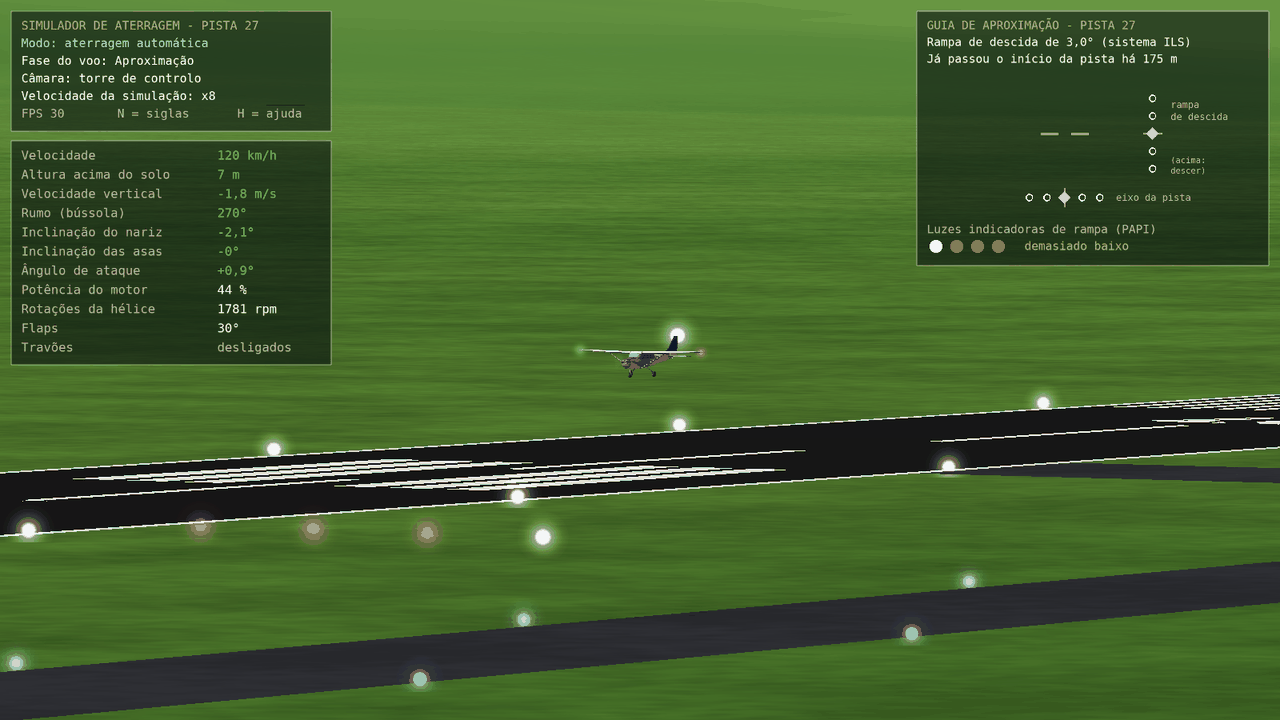 SIMULADOR DE ATERRAGEM - PISTA 27
Modo: aterragem automática
Fase do voo: Aproximação
Câmara: torre de controlo
Velocidade da simulação: x8
FPS 30 N = siglas H = ajuda
Velocidade 120 km/h
Altura acima do solo 7 m
Velocidade vertical -1,8 m/s
Rumo (bússola) 270°
Inclinação do nariz -2,1°
Inclinação das asas -0°
Ângulo de ataque +0,9°
Potência do motor 44 %
Rotações da hélice 1781 rpm
Flaps 30°
Travões desligados
GUIA DE APROXIMAÇÃO - PISTA 27
Rampa de descida de 3,0° (sistema ILS)
Já passou o início da pista há 175 m
rampa
de descida
(acima:
descer)
eixo da pista
Luzes indicadoras de rampa (PAPI)
demasiado baixo